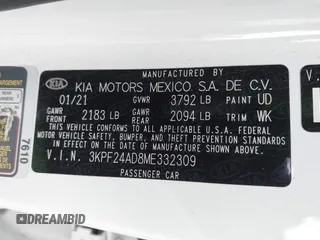 MANUFACTURED BY
KIA KIA MOTORS MEXICO, S.A. DE C.V.
01/21 GVWR 3792 LB
GAWR FRONT 2183 LB GAWR REAR 2094 LB PAINT UD TRIM WK
THIS VEHICLE CONFORMS TO ALL APPLICABLE FEDERAL
MOTOR VEHICLE SAFETY, BUMPER, AND THEFT PREVENTION
STANDARDS IN EFFECT ON THE DATE OF
MANUFACTURE SHOWN ABOVE.
V.I.N. 3KPF24AD8ME332309
PASSENGER CAR
7610
AUTOBIDMASTER